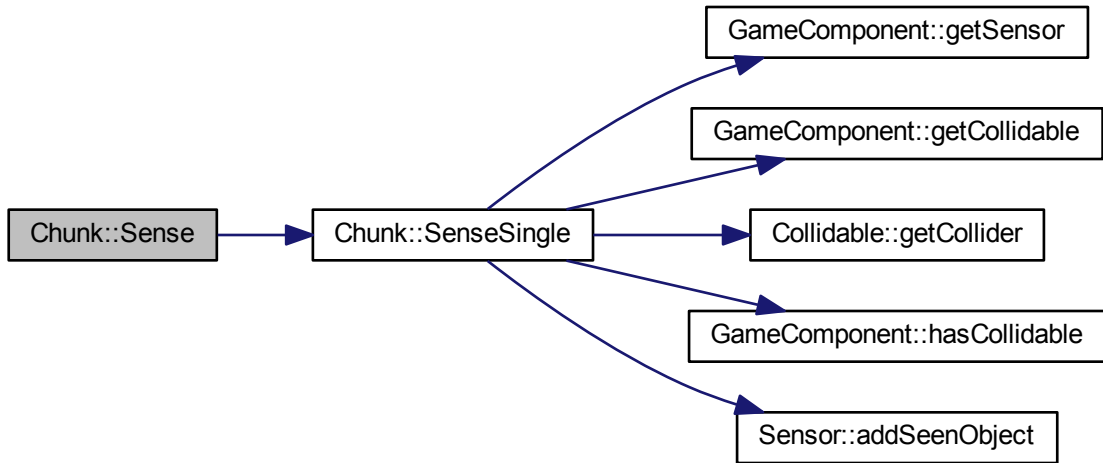 GameComponent::getSensor
GameComponent::getCollidable
Chunk::Sense
Chunk::SenseSingle
Collidable::getCollider
GameComponent::hasCollidable
Sensor::addSeenObject